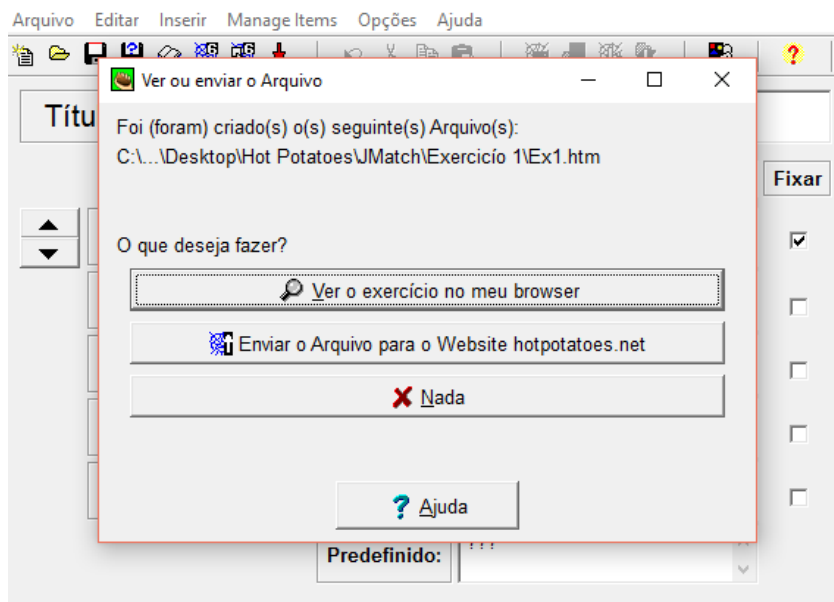 Arquivo Editar Inserir Manage Items Opções Ajuda
Ver ou enviar o Arquivo
Títu
Foi (foram) criado(s) o(s) seguinte(s) Arquivo(s):
C:\...\Desktop\Hot Potatoes\JMatch\Exercicío 1\Ex1.htm
Fixar
O que deseja fazer?
Ver o exercício no meu browser
Enviar o Arquivo para o Website hotpotatoes.net
Nada
Ajuda
Predefinido:
???